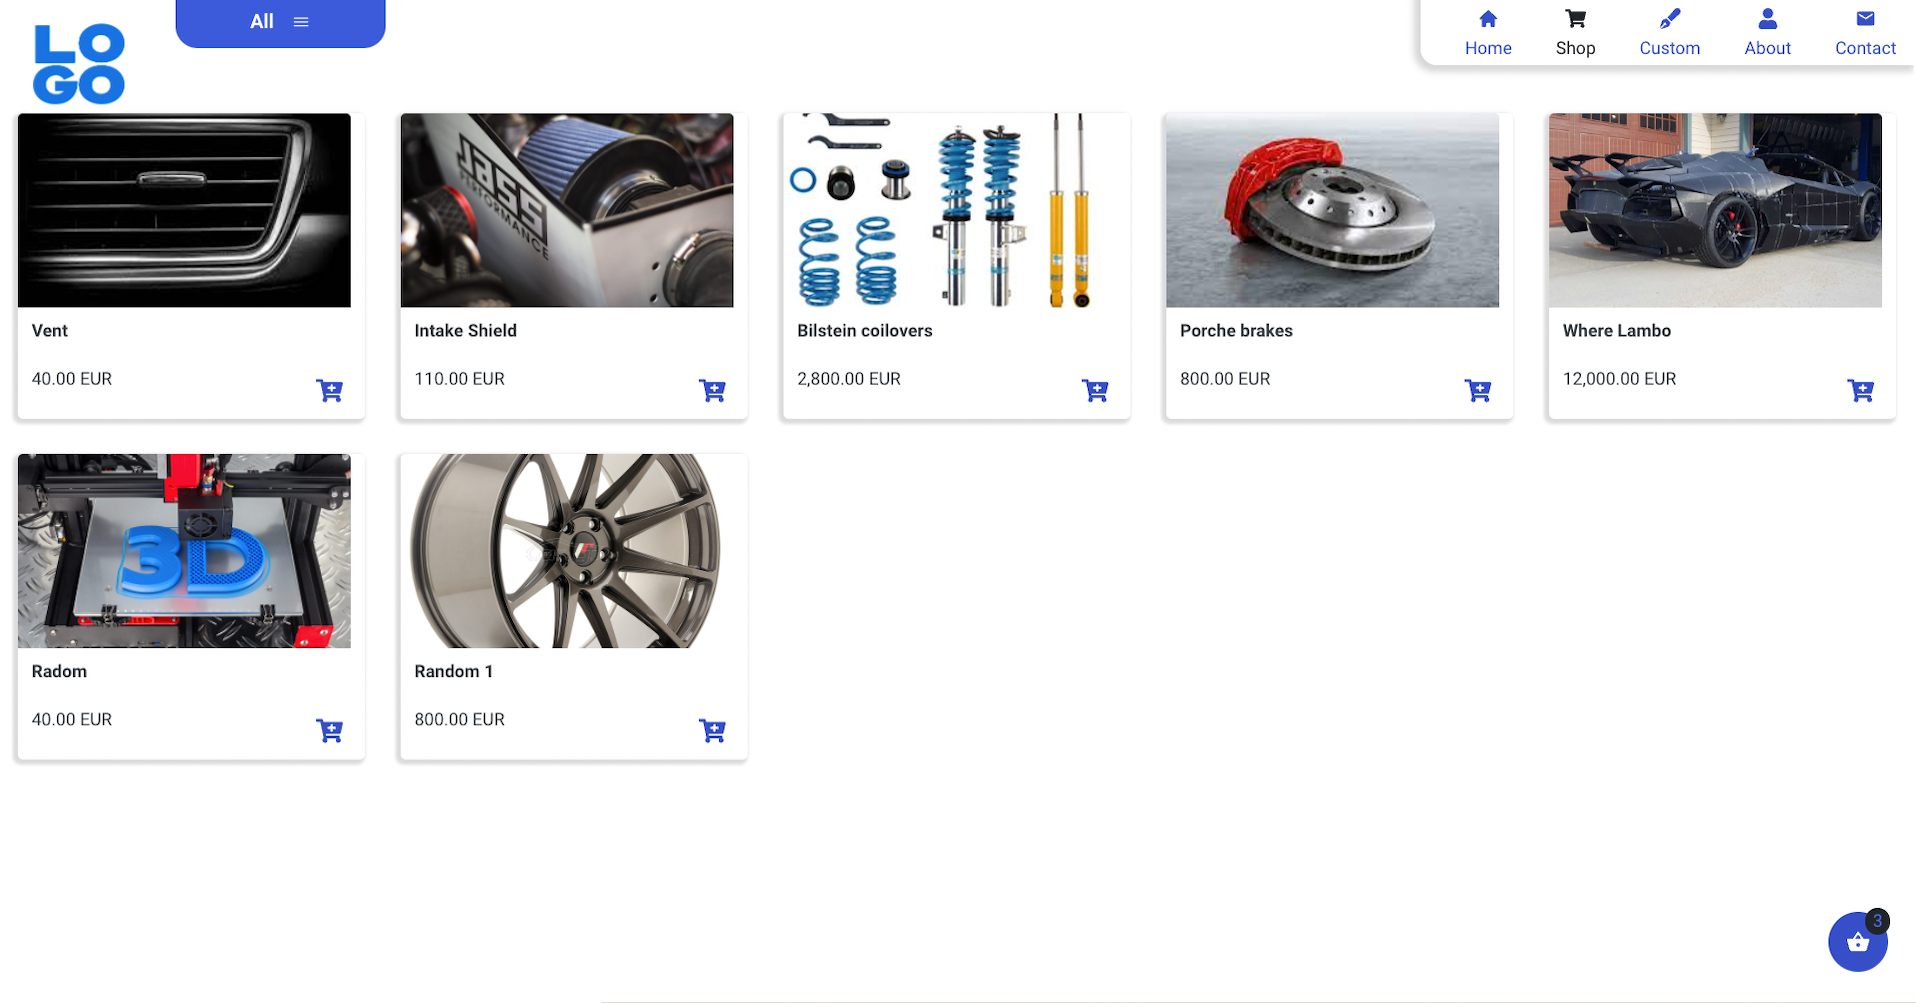 All
Home
Shop
Custom
About
Contact
LO
GO
JASS
PERFORMANCE
Vent
40.00 EUR
Intake Shield
110.00 EUR
Bilstein coilovers
2,800.00 EUR
Porche brakes
800.00 EUR
Where Lambo
12,000.00 EUR
3D
Radom
40.00 EUR
Random 1
800.00 EUR
3